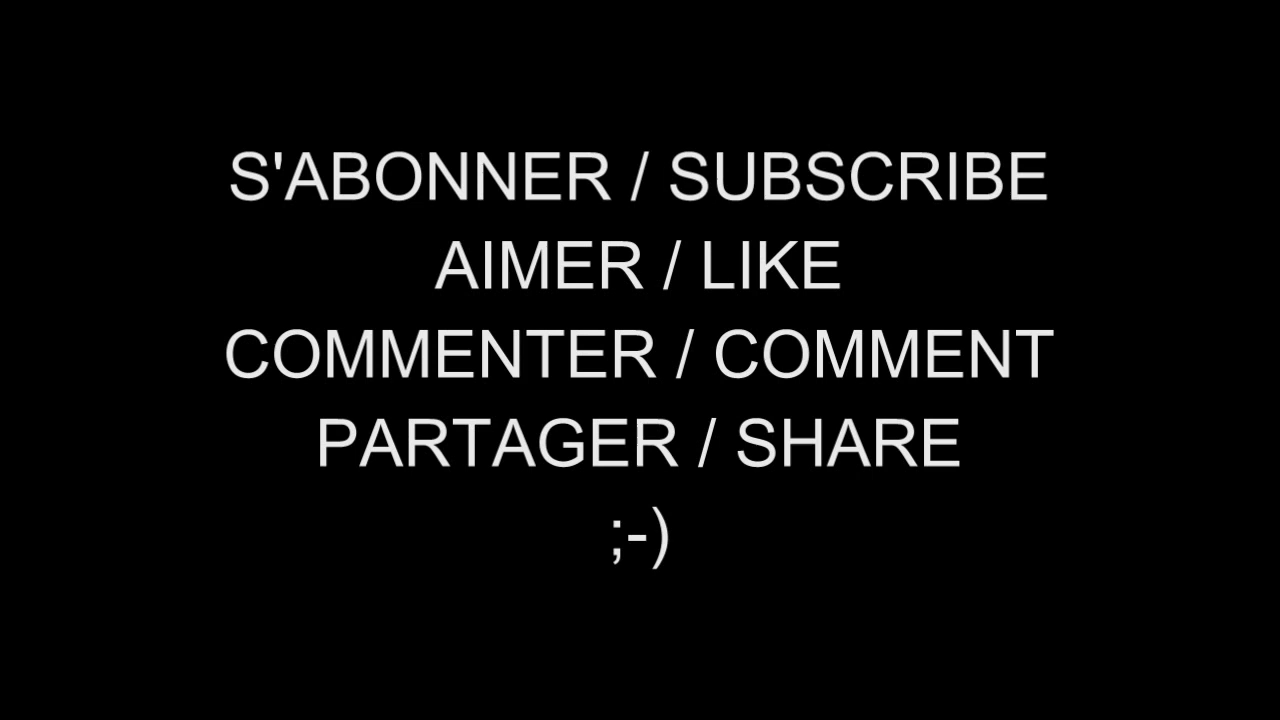 S'ABONNER / SUBSCRIBE
AIMER / LIKE
COMMENTER / COMMENT
PARTAGER / SHARE
;-)